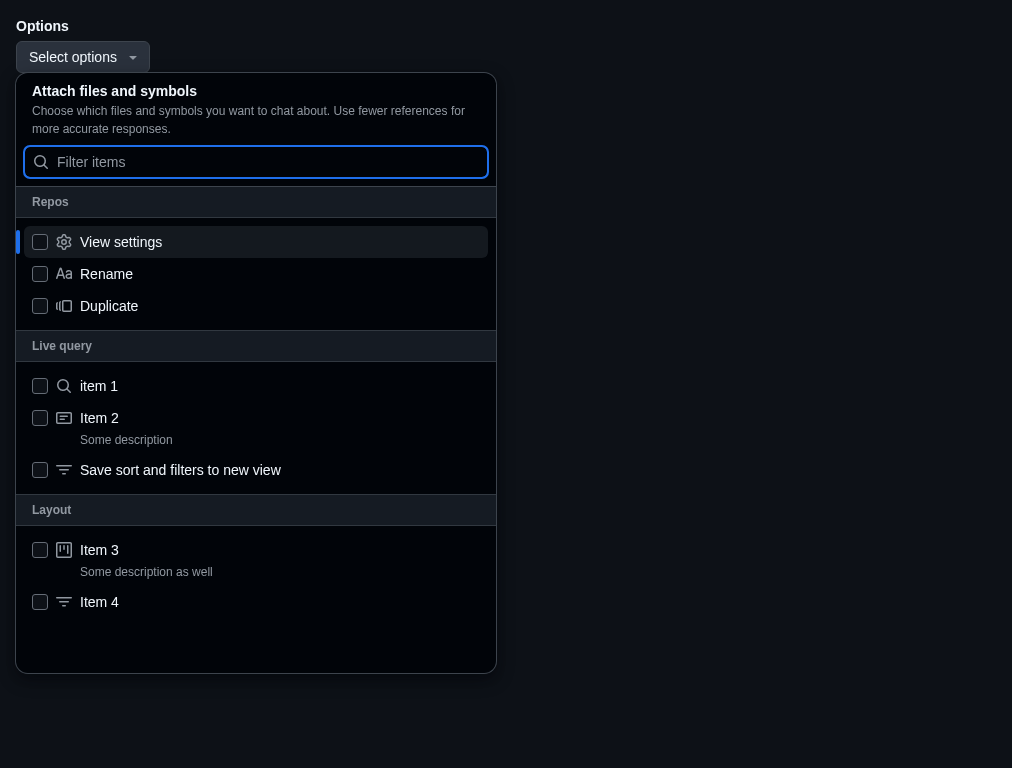 Options
Select options
Attach files and symbols
Choose which files and symbols you want to chat about. Use fewer references for
more accurate responses.
Filter items
Repos
View settings
Rename
Duplicate
Live query
item 1
Item 2
Some description
Save sort and filters to new view
Layout
Item 3
Some description as well
Item 4